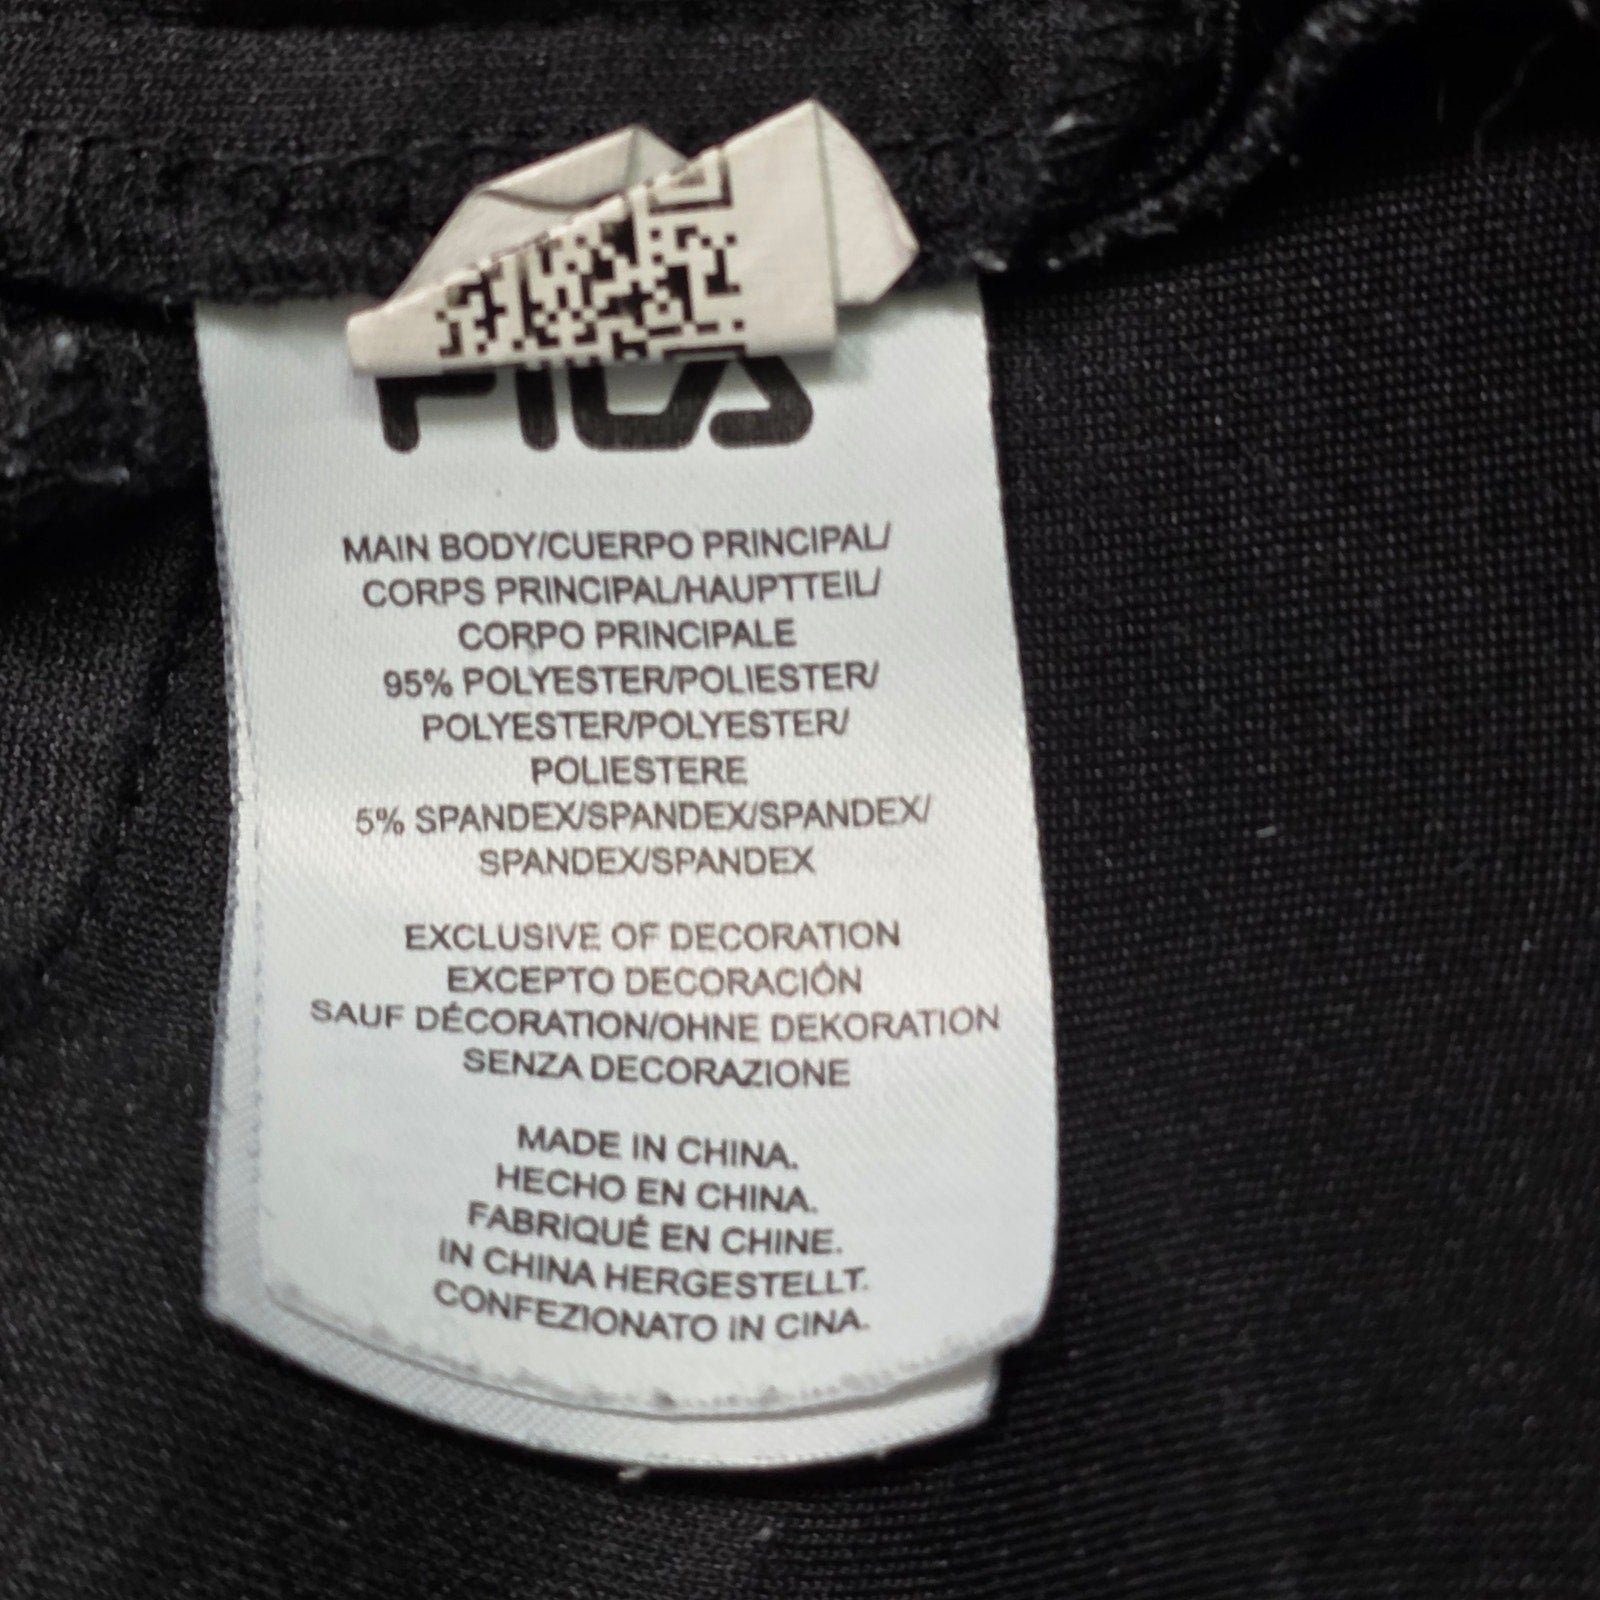 FILA
MAIN BODY/CUERPO PRINCIPAL/
CORPS PRINCIPAL/HAUPTTEIL/
CORPO PRINCIPALE
95% POLYESTER/POLIESTER/
POLYESTER/POLYESTER/
POLIESTERE
5% SPANDEX/SPANDEX/SPANDEX/
SPANDEX/SPANDEX
EXCLUSIVE OF DECORATION
EXCEPTO DECORACIÓN
SAUF DÉCORATION/OHNE DEKORATION
SENZA DECORAZIONE
MADE IN CHINA.
HECHO EN CHINA.
FABRIQUÉ EN CHINE.
IN CHINA HERGESTELLT.
CONFEZIONATO IN CINA.